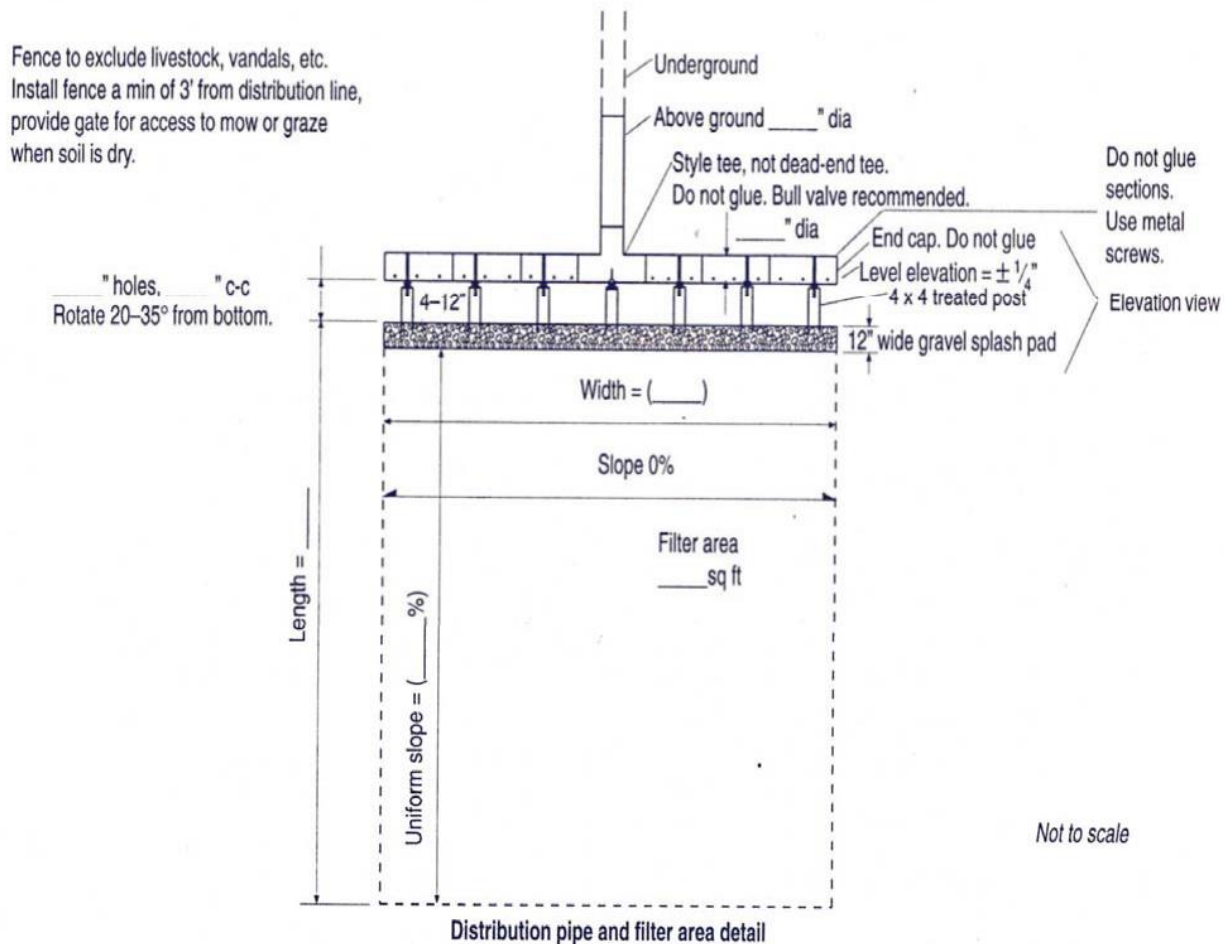 Fence to exclude livestock, vandals, etc.
Install fence a min of 3' from distribution line,
provide gate for access to mow or graze
when soil is dry.
Underground
Above ground _____" dia
Style tee, not dead-end tee.
Do not glue. Bull valve recommended.
_____" dia
Do not glue
sections.
Use metal
screws.
End cap. Do not glue
Level elevation = ± 1/4"
4 x 4 treated post
Elevation view
_____" holes, _____" c-c
Rotate 20–35° from bottom.
4–12"
12" wide gravel splash pad
Width = (_____)
Slope 0%
Filter area
_____sq ft
Length = _____
Uniform slope = (_____%)
Not to scale
Distribution pipe and filter area detail